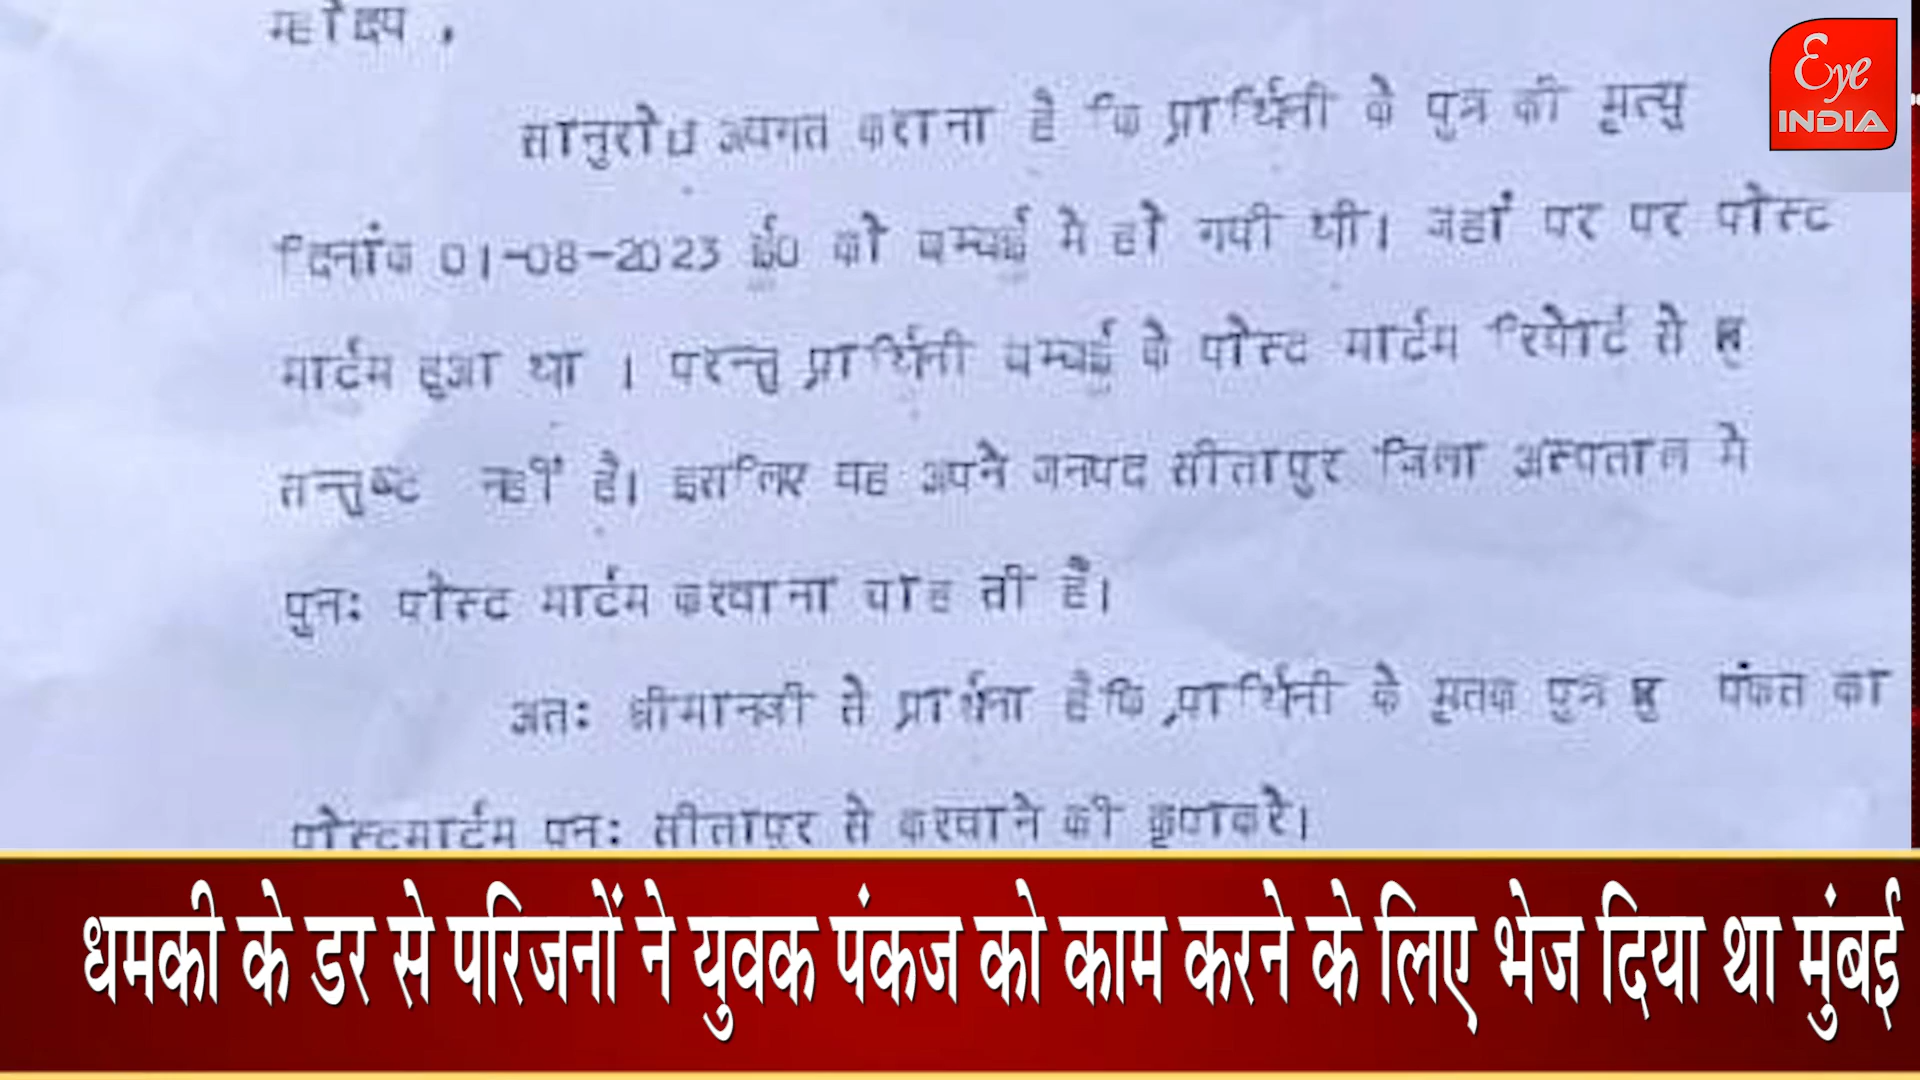 महोदय ,
Eye
INDIA
सानुरोध अवगत कराना है कि प्रार्थिनी के पुत्र की मृत्यु
दिनांक 01-08-2023 ई0 को बम्बई मे हो गयी थी। जहां पर पर पोस्ट
मार्टम हुआ था । परन्तु प्रार्थिनी बम्बई के पोस्ट मार्टम रिपोर्ट से
सन्तुष्ट नहीं है। इसलिए वह अपने जनपद सीतापुर जिला अस्पताल मे
पुनः पोस्ट मार्टम करवाना चाह ती है।
अतः श्रीमानजी से प्रार्थना हैकि प्रार्थिनी के मृतक पुत्र पंकज का
पोस्टमार्टम पुनः सीतापुर से करवाने की कृपाकरे।
धमकी के डर से परिजनों ने युवक पंकज को काम करने के लिए भेज दिया था मुंबई